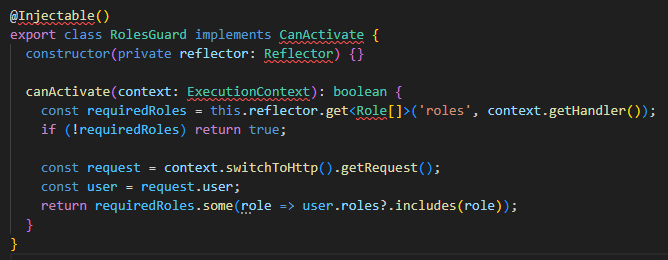 @Injectable()
export class RolesGuard implements CanActivate {
  constructor(private reflector: Reflector) {}

  canActivate(context: ExecutionContext): boolean {
    const requiredRoles = this.reflector.get<Role[]>('roles', context.getHandler());
    if (!requiredRoles) return true;

    const request = context.switchToHttp().getRequest();
    const user = request.user;
    return requiredRoles.some(role => user.roles?.includes(role));
  }
}